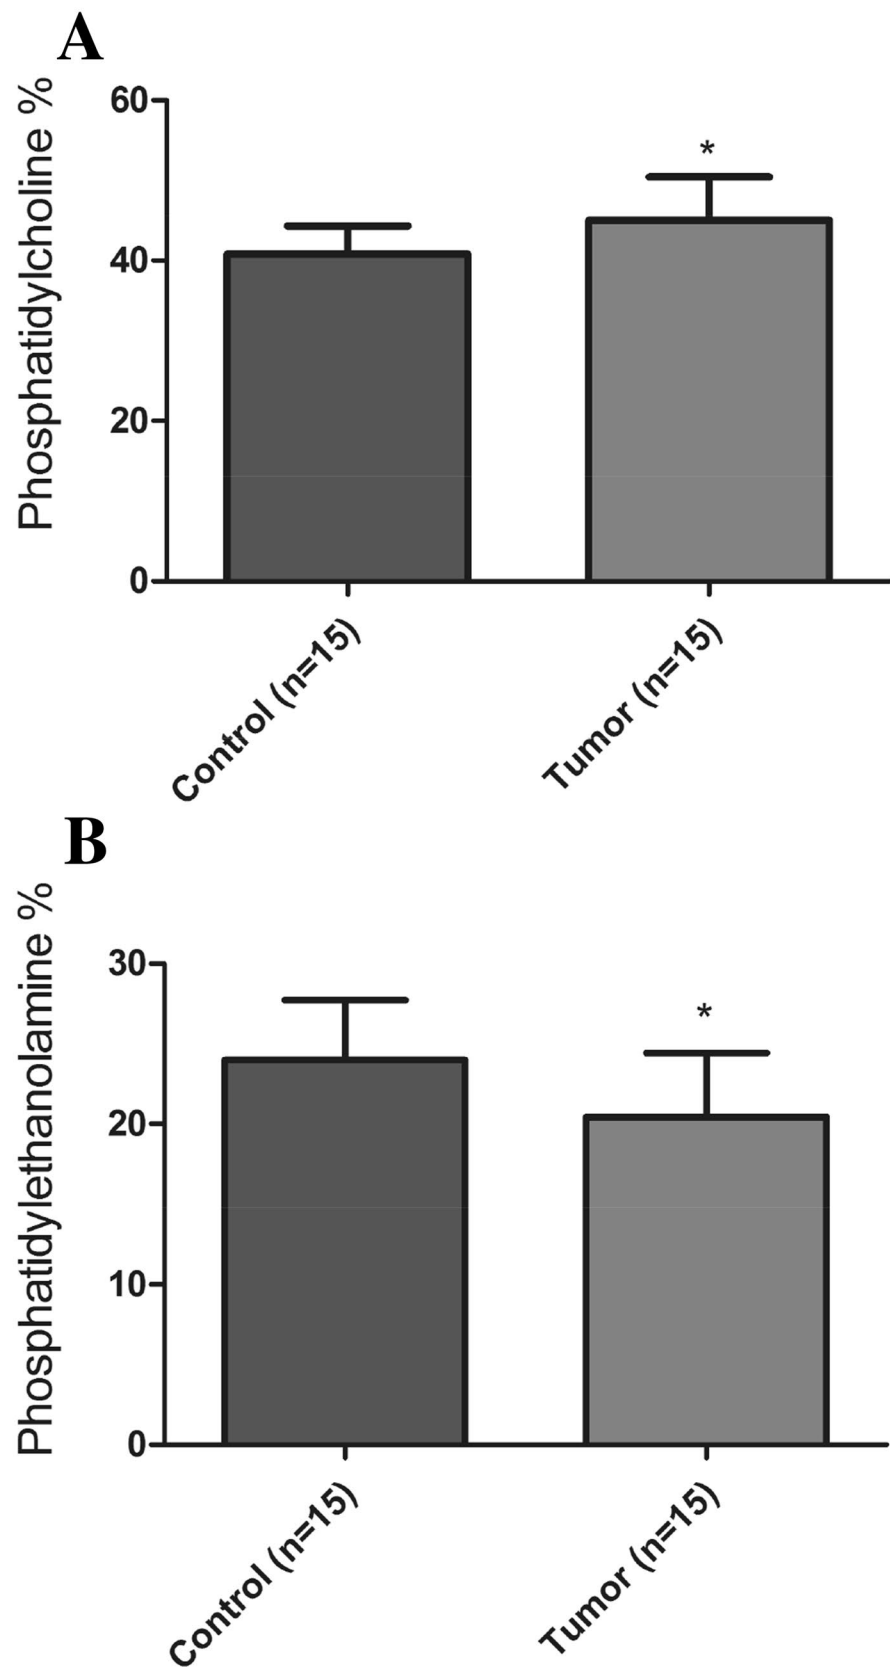 A
Phosphatidylcholine %
60
*
40
20
0
Control (n=15)
Tumor (n=15)
B
Phosphatidylethanolamine %
30
*
20
10
0
Control (n=15)
Tumor (n=15)